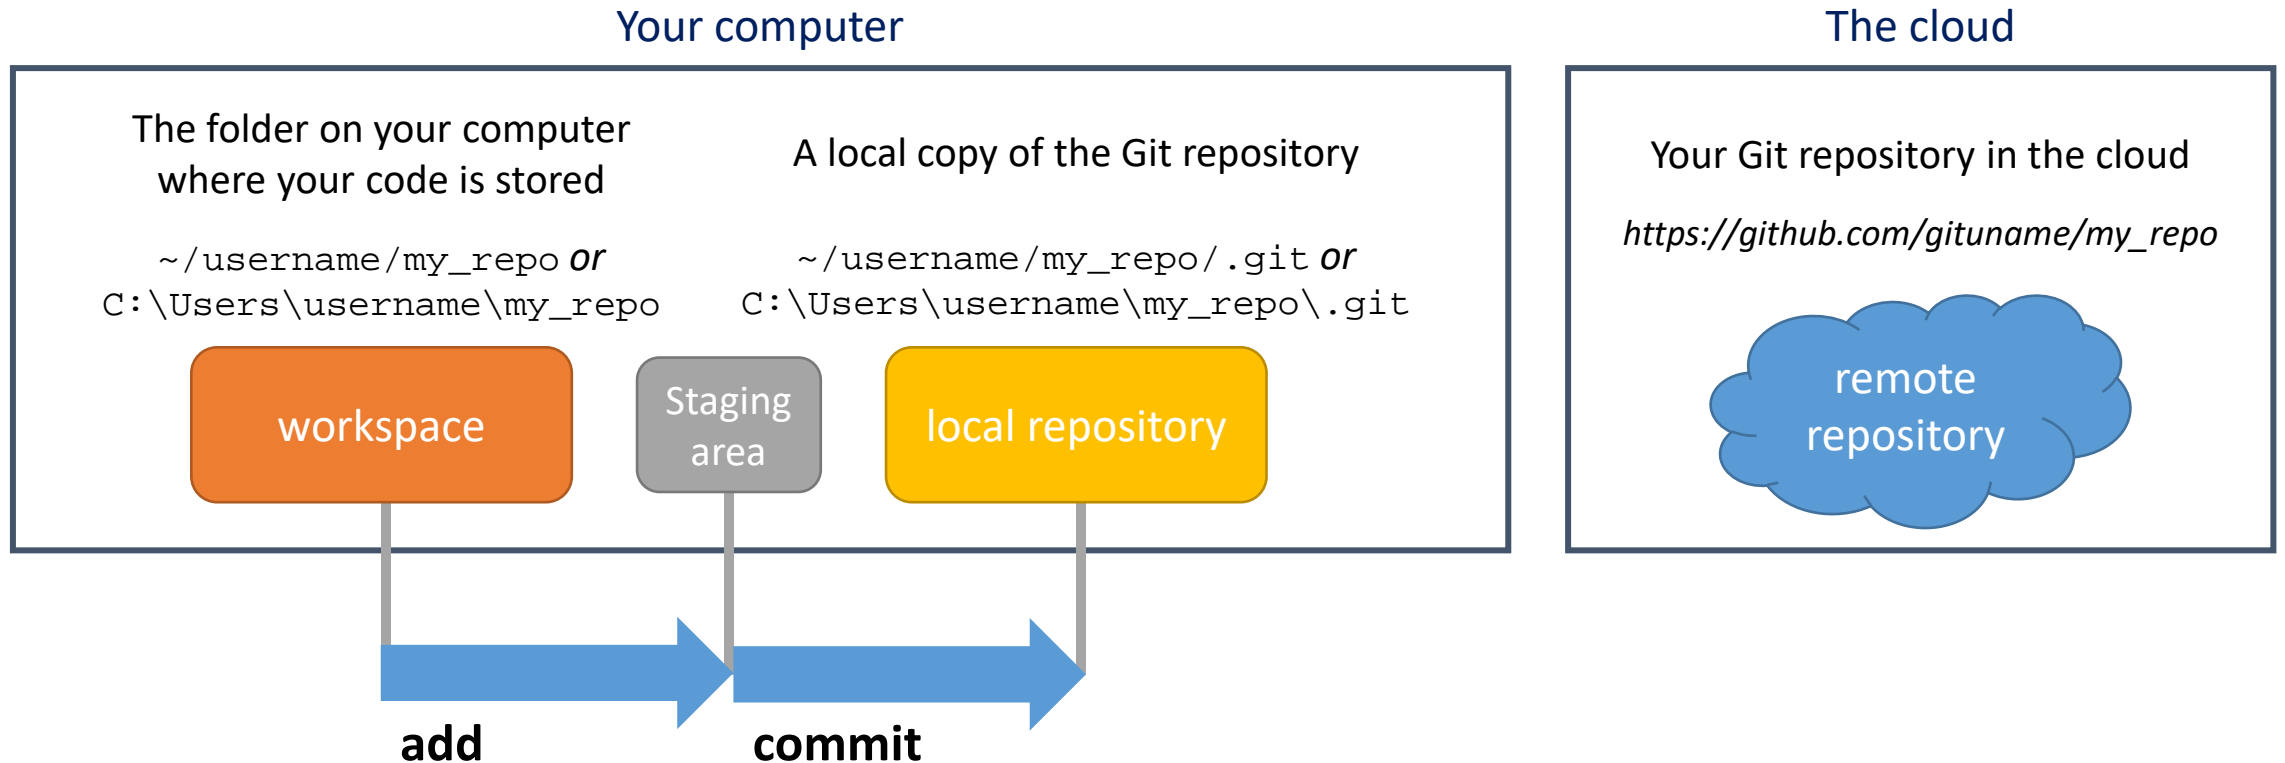 Your computer
The cloud
The folder on your computer
where your code is stored
~/username/my_repo or
C:\Users\username\my_repo
A local copy of the Git repository
~/username/my_repo/.git or
C:\Users\username\my_repo\.git
Your Git repository in the cloud
https://github.com/gituname/my_repo
workspace
Staging
area
local repository
remote
repository
add
commit